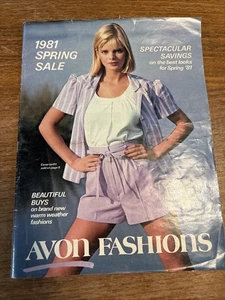 1981
SPRING
SALE
SPECTACULAR
SAVINGS
on the best looks
for Spring '81
BEAUTIFUL
BUYS
on brand new
warm weather
fashions
AVON FASHIONS